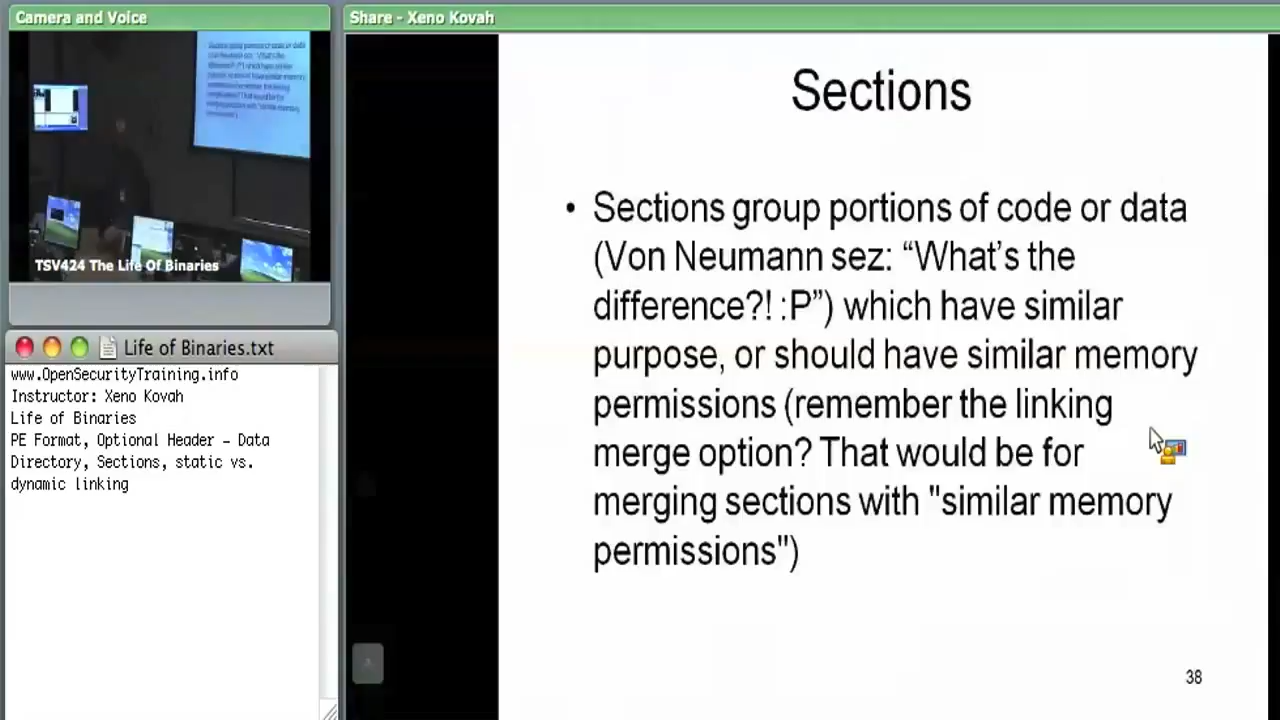 Camera and Voice
TSV424 The Life Of Binaries
Life of Binaries.txt
www.OpenSecurityTraining.info
Instructor: Xeno Kovah
Life of Binaries
PE Format, Optional Header – Data
Directory, Sections, static vs.
dynamic linking
Share - Xeno Kovah
Sections
• Sections group portions of code or data
(Von Neumann sez: “What’s the
difference?! :P”) which have similar
purpose, or should have similar memory
permissions (remember the linking
merge option? That would be for
merging sections with "similar memory
permissions")
38